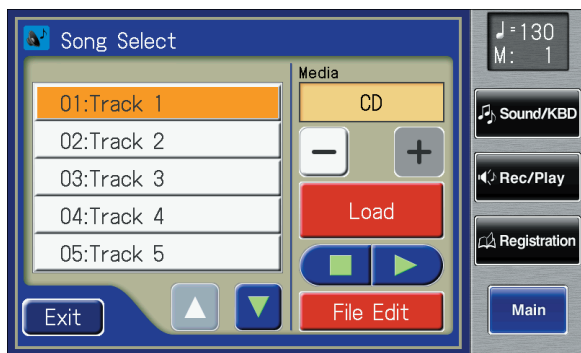 Song Select
Media
CD
01:Track 1
02:Track 2
03:Track 3
04:Track 4
05:Track 5
−
+
Load
File Edit
Exit
♩=130
M: 1
Sound/KBD
Rec/Play
Registration
Main